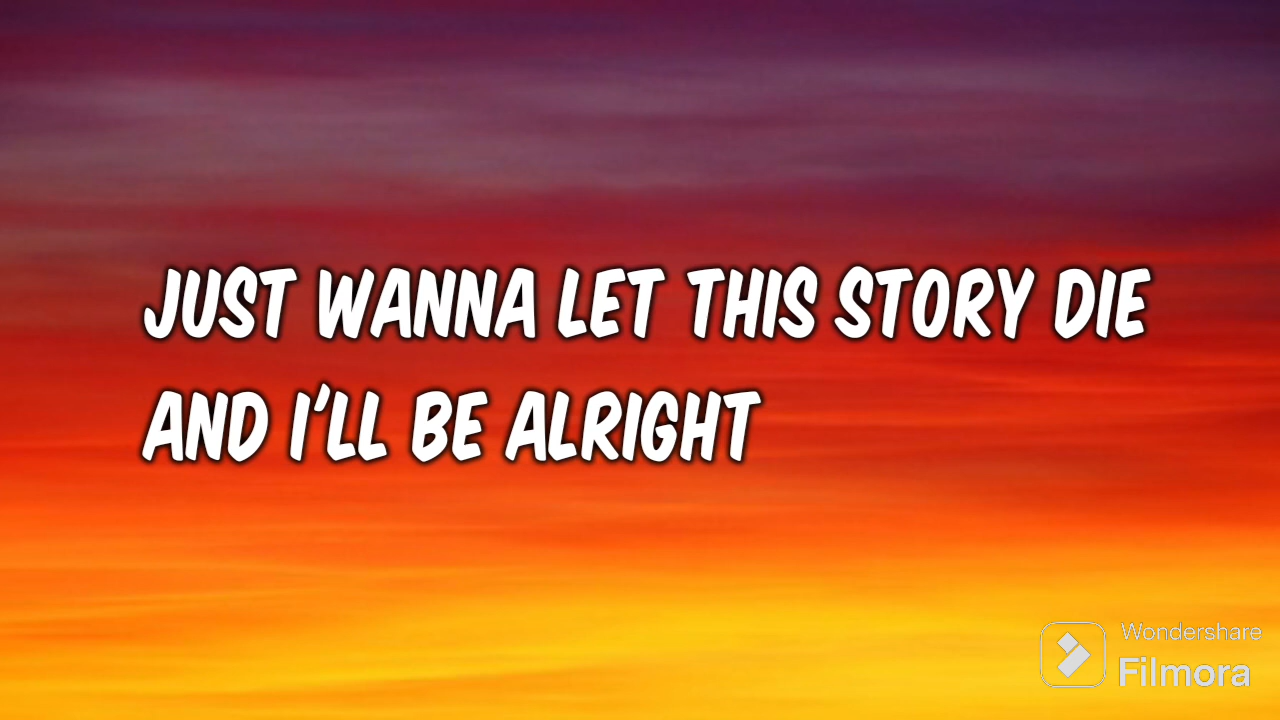 JUST WANNA LET THIS STORY DIE
AND I'LL BE ALRIGHT
Wondershare
Filmora